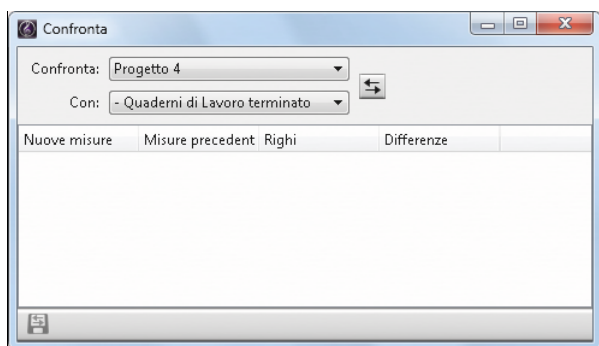 Confronta
Confronta: Progetto 4
Con: - Quaderni di Lavoro terminato
Nuove misure Misure precedent Righi Differenze